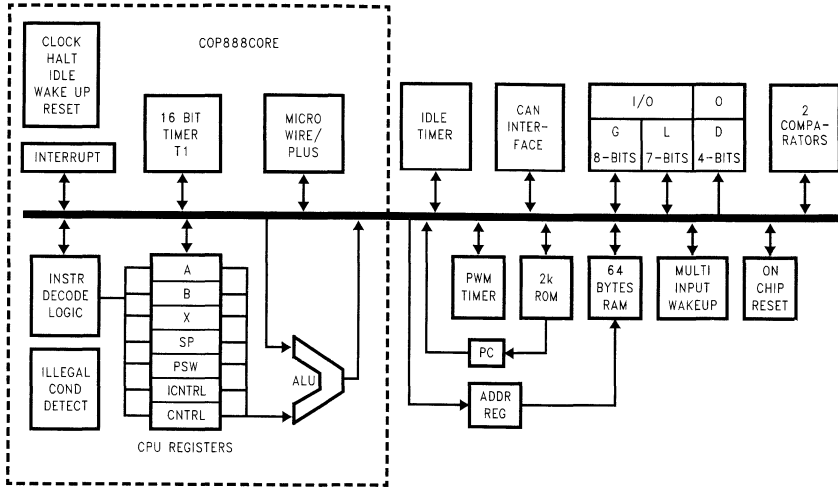 COP888CORE
CLOCK
HALT
IDLE
WAKE UP
RESET
INTERRUPT
16 BIT
TIMER
T1
MICRO
WIRE/
PLUS
IDLE
TIMER
CAN
INTER-
FACE
I/O
O
G
L
D
8-BITS
7-BITS
4-BITS
2
COMPA-
RATORS
INSTR
DECODE
LOGIC
ILLEGAL
COND
DETECT
A
B
X
SP
PSW
ICNTRL
CNTRL
CPU REGISTERS
ALU
PWM
TIMER
2k
ROM
64
BYTES
RAM
MULTI
INPUT
WAKEUP
ON
CHIP
RESET
PC
ADDR
REG